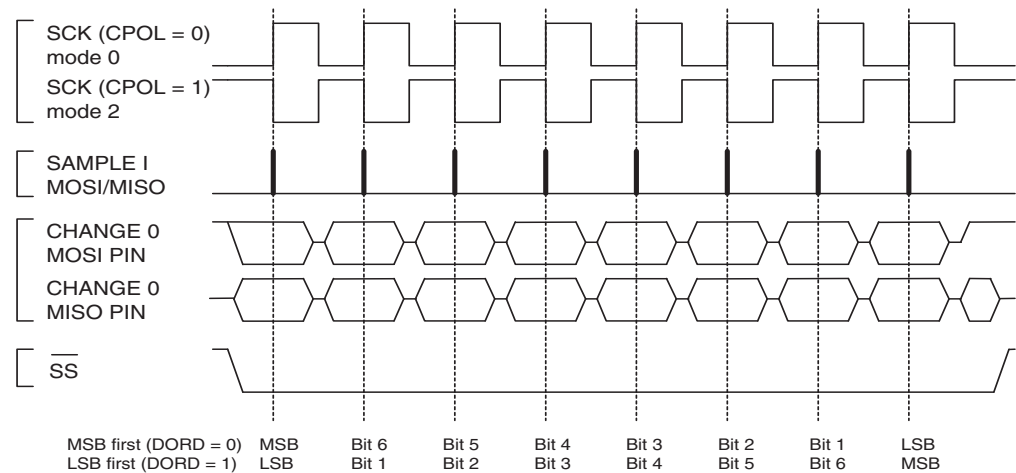 SCK (CPOL = 0)
mode 0
SCK (CPOL = 1)
mode 2
SAMPLE I
MOSI/MISO
CHANGE 0
MOSI PIN
CHANGE 0
MISO PIN
SS
MSB first (DORD = 0) MSB Bit 6 Bit 5 Bit 4 Bit 3 Bit 2 Bit 1 LSB
LSB first (DORD = 1) LSB Bit 1 Bit 2 Bit 3 Bit 4 Bit 5 Bit 6 MSB